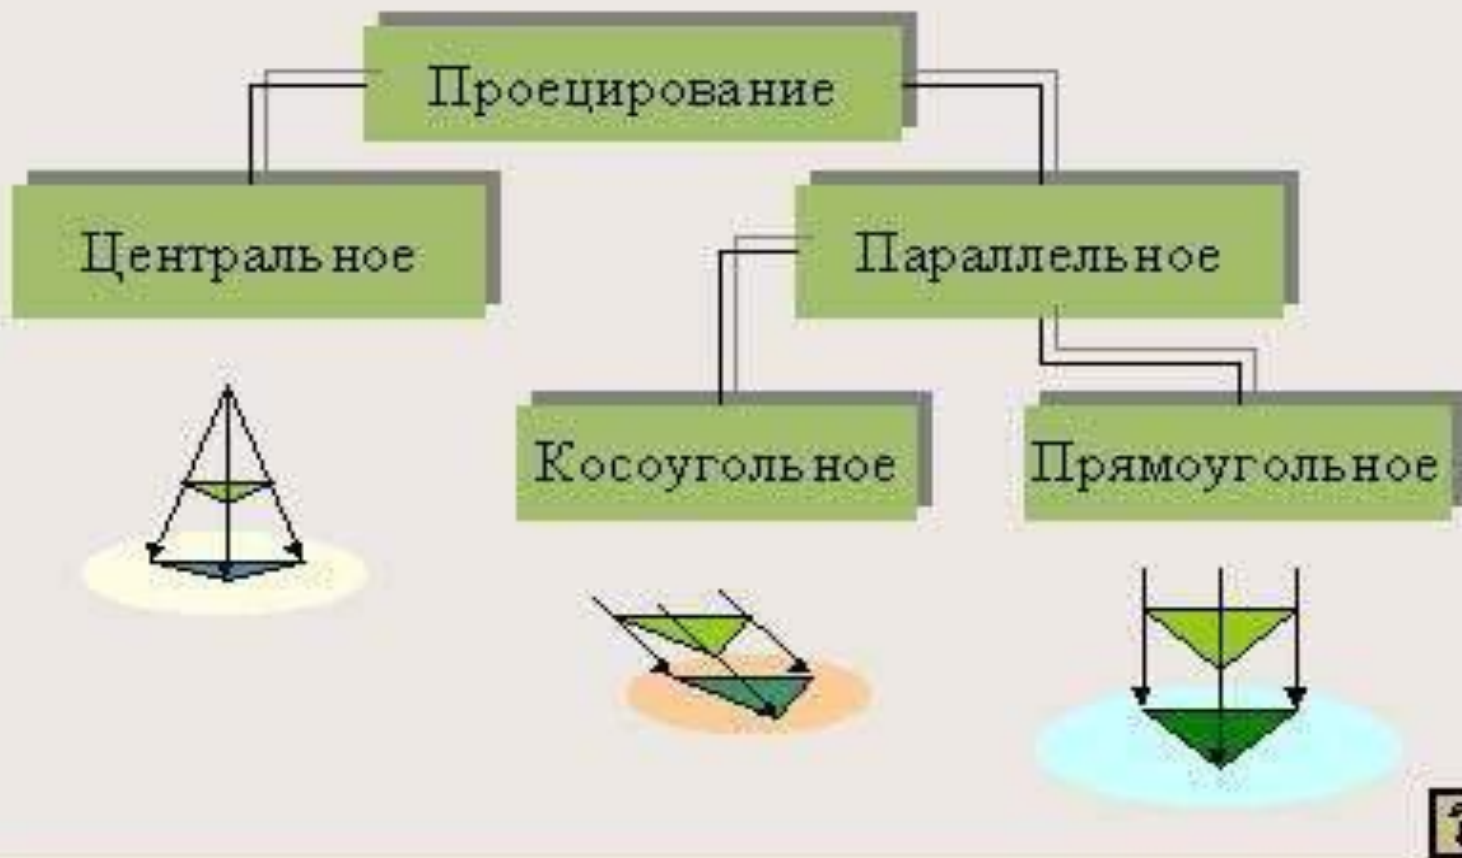 Проецирование
Центральное
Параллельное
Косоугольное
Прямоугольное